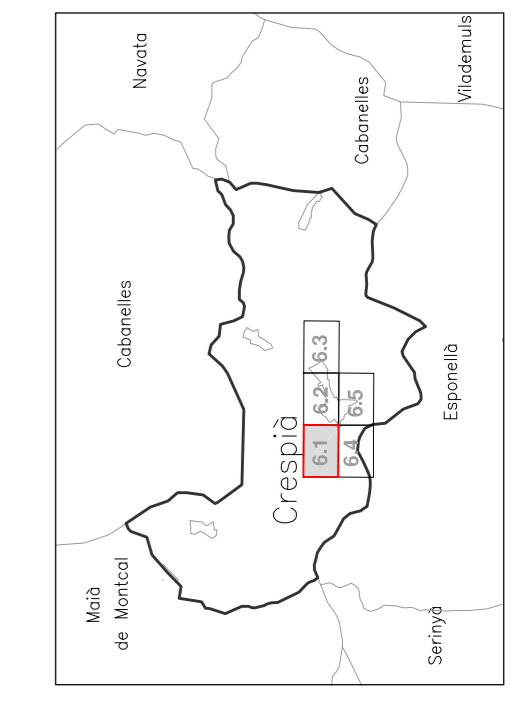 Maià
de Montcal
Cabanelles
Navata
Cabanelles
Vilademuls
Crespià
6.1
6.2
6.3
6.4
6.5
Serinyà
Esponellà